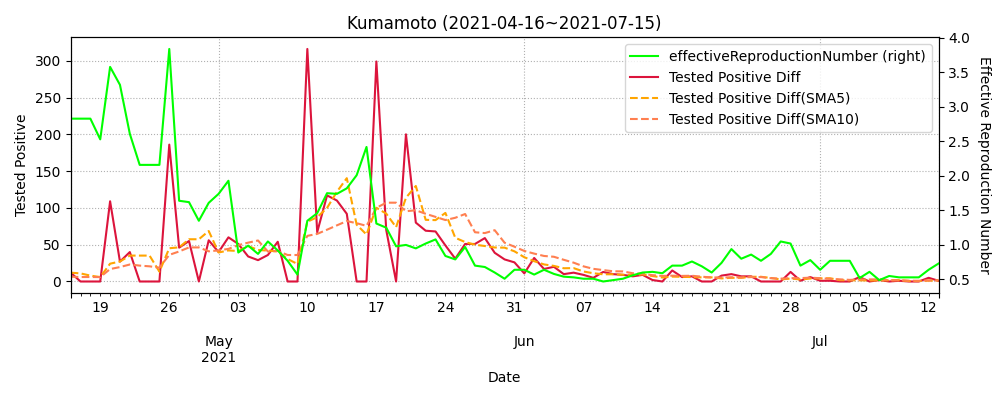 Kumamoto (2021-04-16~2021-07-15)
effectiveReproductionNumber (right)
Tested Positive Diff
Tested Positive Diff(SMA5)
Tested Positive Diff(SMA10)
Tested Positive
300
250
200
150
100
50
0
4.0
3.5
3.0
2.5
2.0
1.5
1.0
0.5
Effective Reproduction Number
19 26 03 10 17 24 31 07 14 21 28 05 12
May Jun Jul
2021
Date